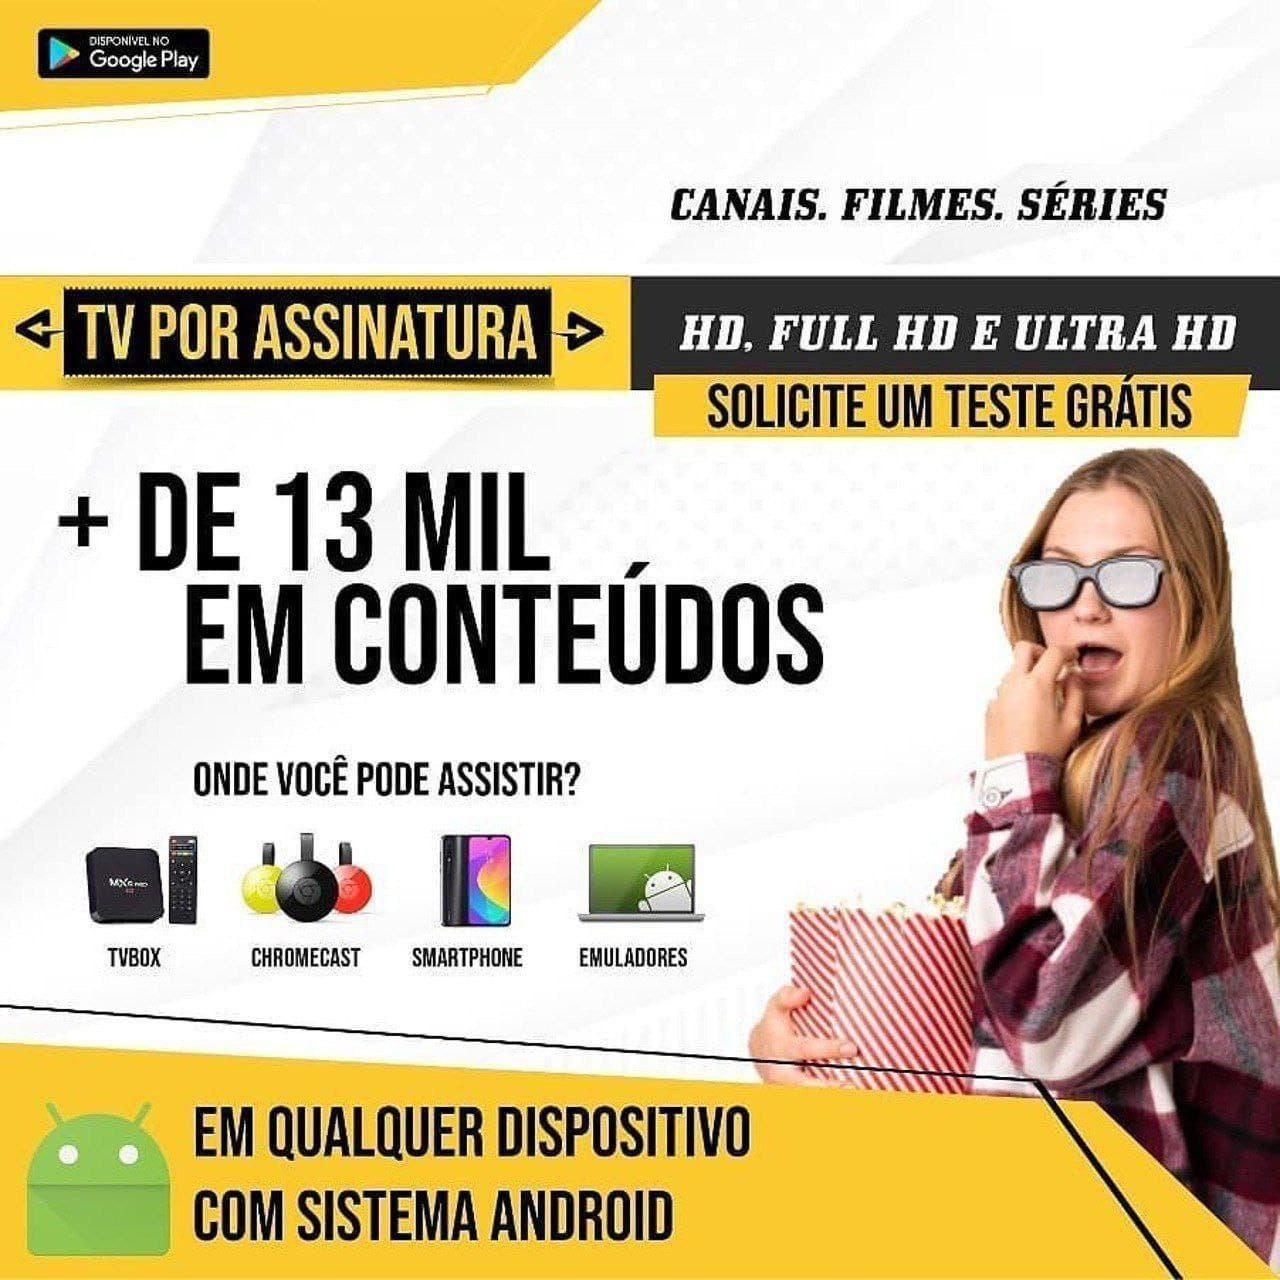 DISPONÍVEL NO
Google Play
CANAIS. FILMES. SÉRIES
TV POR ASSINATURA
HD, FULL HD E ULTRA HD
SOLICITE UM TESTE GRÁTIS
+ DE 13 MIL
EM CONTEÚDOS
ONDE VOCÊ PODE ASSISTIR?
MXQ PRO
TVBOX
CHROMECAST
SMARTPHONE
EMULADORES
EM QUALQUER DISPOSITIVO
COM SISTEMA ANDROID